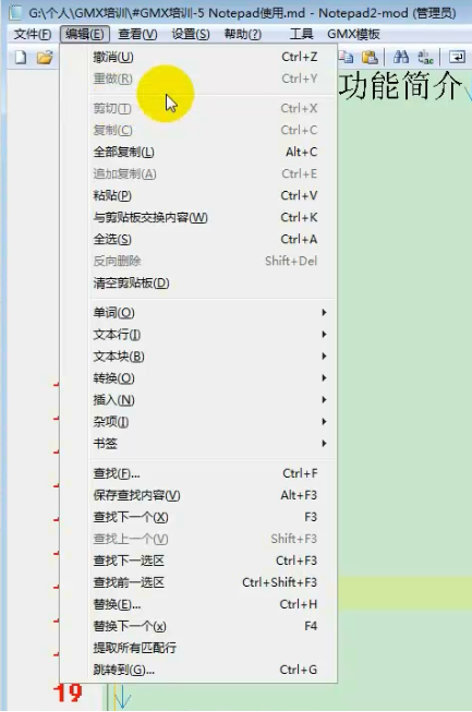 G:\个人\GMX培训\#GMX培训-5 Notepad使用.md - Notepad2-mod (管理员)
文件(F) 编辑(E) 查看(V) 设置(S) 帮助(?) 工具 GMX模板
功能简介
撤消(U) Ctrl+Z
重做(R) Ctrl+Y
剪切(T) Ctrl+X
复制(C) Ctrl+C
全部复制(L) Alt+C
追加复制(A) Ctrl+E
粘贴(P) Ctrl+V
与剪贴板交换内容(W) Ctrl+K
全选(S) Ctrl+A
反向删除 Shift+Del
清空剪贴板(D)
单词(O)
文本行(I)
文本块(B)
转换(O)
插入(N)
杂项(I)
书签
查找(F)... Ctrl+F
保存查找内容(V) Alt+F3
查找下一个(X) F3
查找上一个(V) Shift+F3
查找下一选区 Ctrl+F3
查找前一选区 Ctrl+Shift+F3
替换(E)... Ctrl+H
替换下一个(x) F4
提取所有匹配行
跳转到(G)... Ctrl+G
19